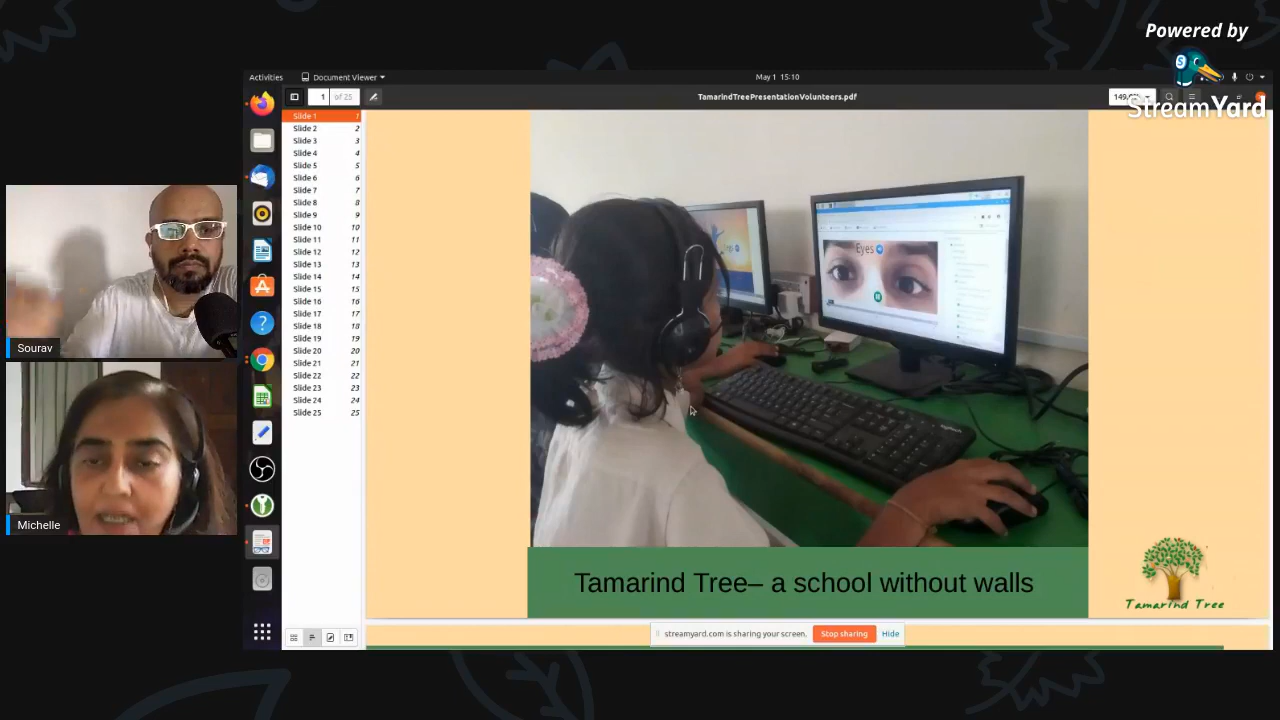 Powered by
StreamYard
Activities
Document Viewer
May 1 15:10
1
of 25
TamarindTreePresentationVolunteers.pdf
Slide 1 1
Slide 2 2
Slide 3 3
Slide 4 4
Slide 5 5
Slide 6 6
Slide 7 7
Slide 8 8
Slide 9 9
Slide 10 10
Slide 11 11
Slide 12 12
Slide 13 13
Slide 14 14
Slide 15 15
Slide 16 16
Slide 17 17
Slide 18 18
Slide 19 19
Slide 20 20
Slide 21 21
Slide 22 22
Slide 23 23
Slide 24 24
Slide 25 25
Eyes
Sourav
Michelle
Tamarind Tree– a school without walls
Tamarind Tree
streamyard.com is sharing your screen.
Stop sharing
Hide